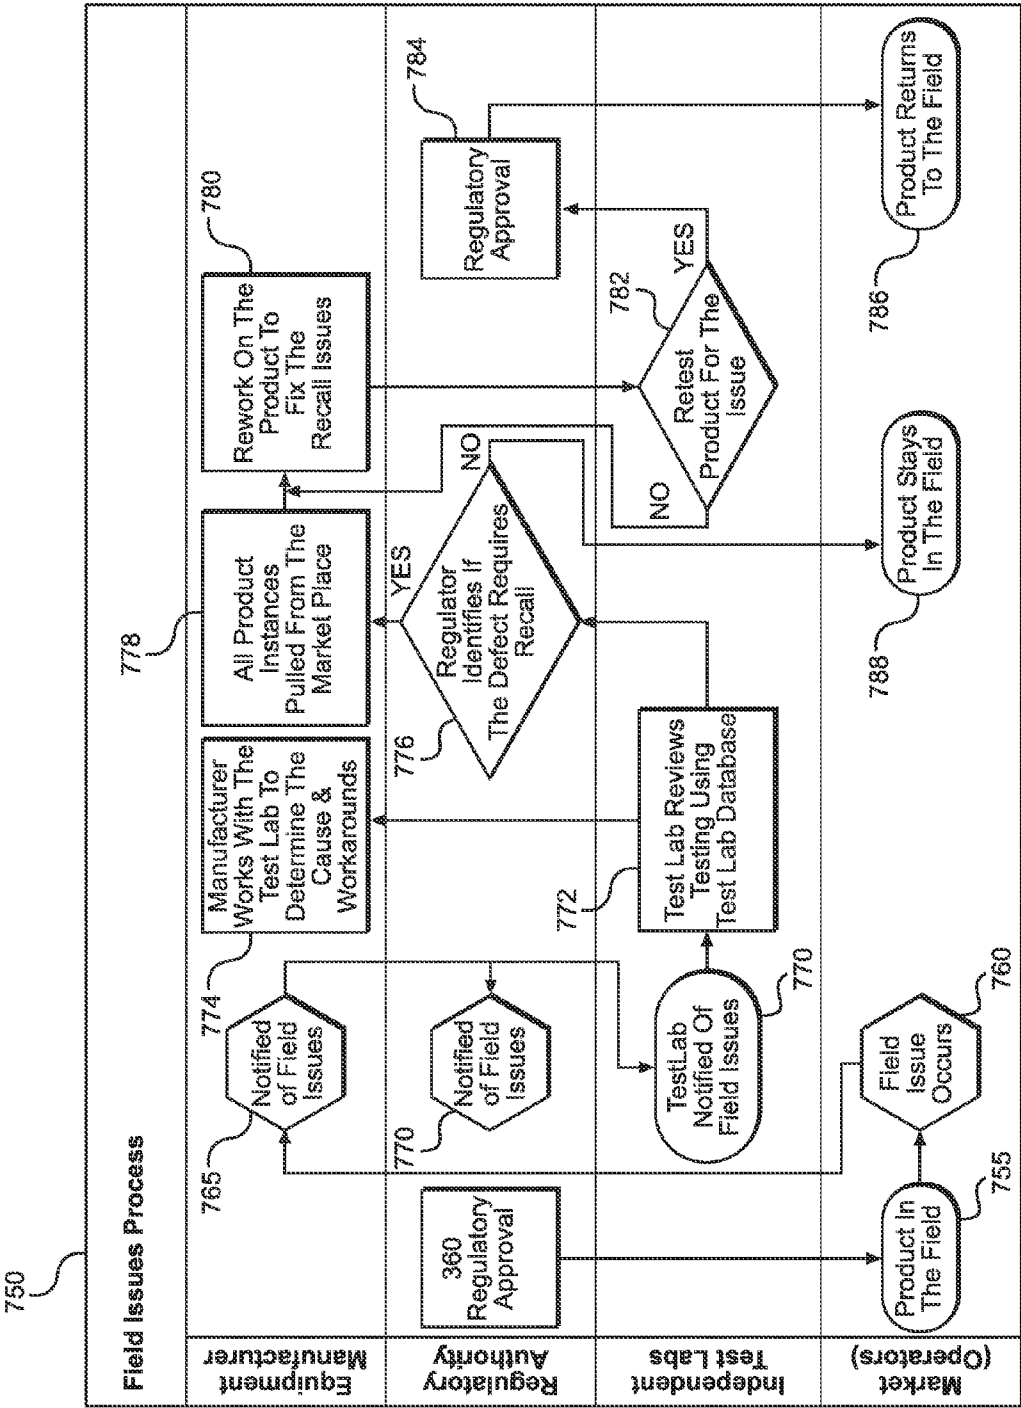 750
Field Issues Process
Equipment
Manufacturer
765
Notified
of Field
Issues
774
Manufacturer
Works With The
Test Lab To
Determine The
Cause &
Workarounds
778
All Product
Instances
Pulled From The
Market Place
780
Rework On The
Product To
Fix The
Recall Issues
Regulatory
Authority
360
Regulatory
Approval
770
Notified
of Field
Issues
776
Regulator
Identifies If
The Defect Requires
Recall
YES
NO
784
Regulatory
Approval
Independent
Test Labs
TestLab
Notified Of
Field Issues
770
772
Test Lab Reviews
Testing Using
Test Lab Database
NO
782
Retest
Product For The
Issue
YES
Market
(Operators)
Product In
The Field
755
Field
Issue
Occurs
760
788
Product Stays
In The Field
786
Product Returns
To The Field